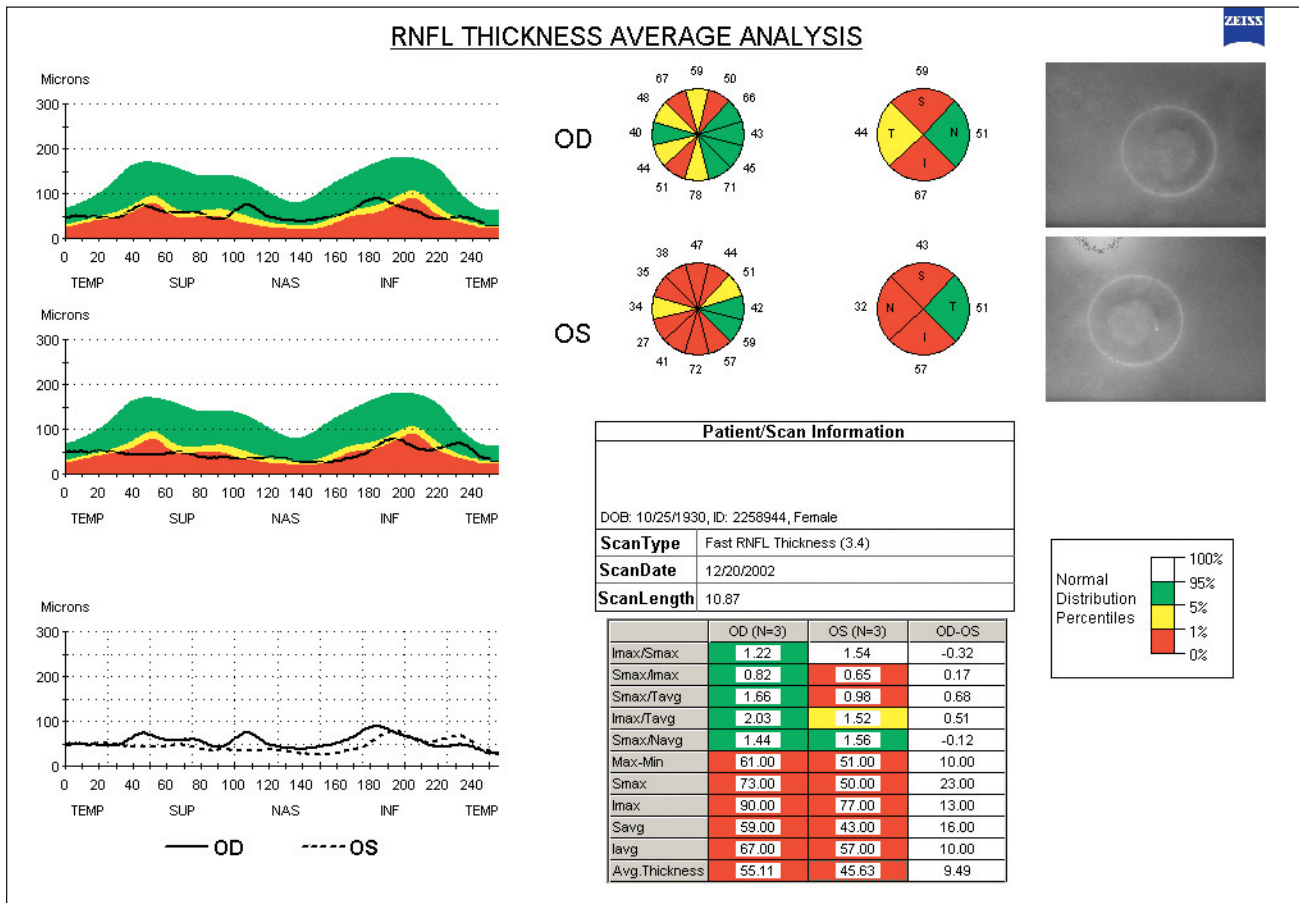 RNFL THICKNESS AVERAGE ANALYSIS
ZEISS
Microns
300
200
100
0
0 20 40 60 80 100 120 140 160 180 200 220 240
TEMP SUP NAS INF TEMP
OD
59
67 50
48 66
40 43
44 45
51 71
78
59
S
44 T N 51
I
67
Microns
300
200
100
0
0 20 40 60 80 100 120 140 160 180 200 220 240
TEMP SUP NAS INF TEMP
OS
47
38 44
35 51
34 42
27 59
41 57
72
43
S
32 N T 51
I
57
Patient/Scan Information
DOB: 10/25/1930, ID: 2258944, Female
ScanType Fast RNFL Thickness (3.4)
ScanDate 12/20/2002
ScanLength 10.87
Normal
Distribution
Percentiles
100%
95%
5%
1%
0%
Microns
300
200
100
0
0 20 40 60 80 100 120 140 160 180 200 220 240
TEMP SUP NAS INF TEMP
OD OS
OD (N=3) OS (N=3) OD-OS
Imax/Smax 1.22 1.54 -0.32
Smax/Imax 0.82 0.65 0.17
Smax/Tavg 1.66 0.98 0.68
Imax/Tavg 2.03 1.52 0.51
Smax/Navg 1.44 1.56 -0.12
Max-Min 61.00 51.00 10.00
Smax 73.00 50.00 23.00
Imax 90.00 77.00 13.00
Savg 59.00 43.00 16.00
Iavg 67.00 57.00 10.00
Avg.Thickness 55.11 45.63 9.49